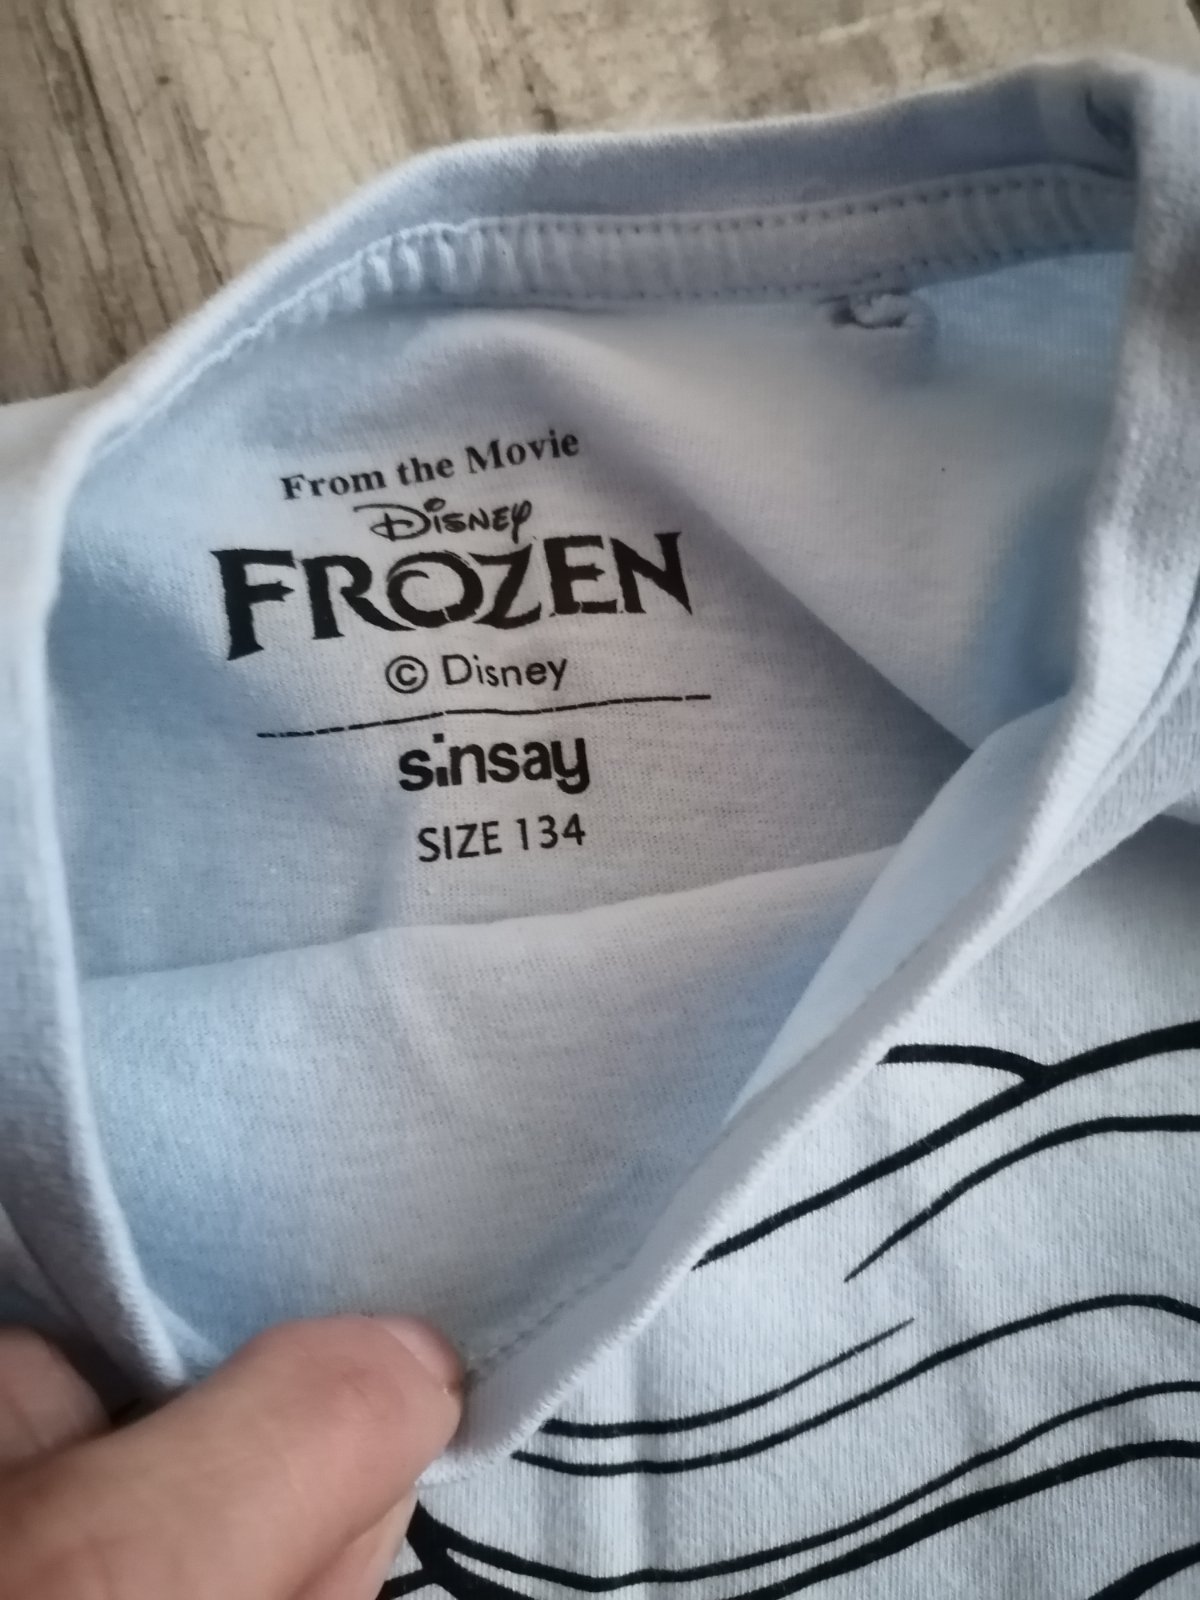 From the Movie
Disney
FROZEN
© Disney
sinsay
SIZE 134